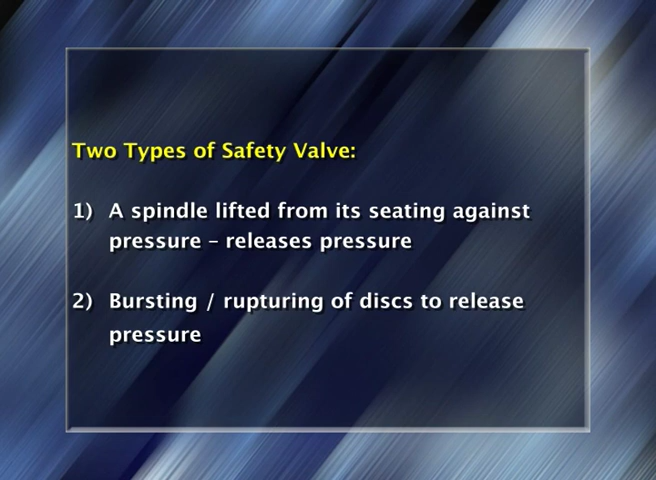 Two Types of Safety Valve:
1) A spindle lifted from its seating against
pressure – releases pressure
2) Bursting / rupturing of discs to release
pressure